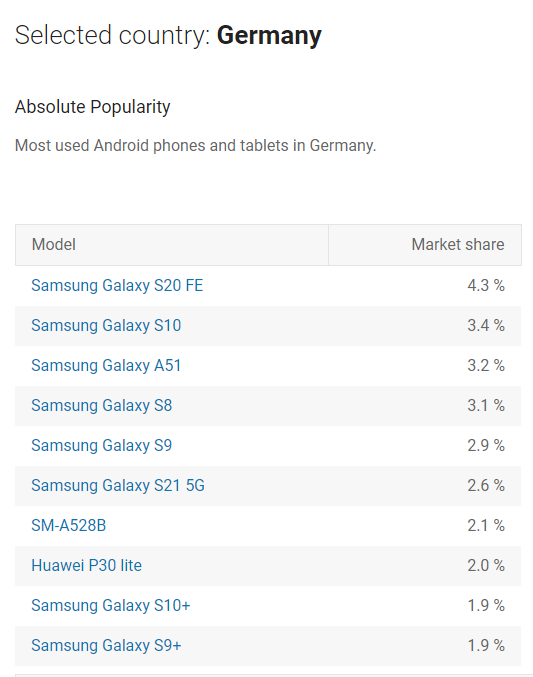 Selected country: Germany
Absolute Popularity
Most used Android phones and tablets in Germany.
Model Market share
Samsung Galaxy S20 FE 4.3 %
Samsung Galaxy S10 3.4 %
Samsung Galaxy A51 3.2 %
Samsung Galaxy S8 3.1 %
Samsung Galaxy S9 2.9 %
Samsung Galaxy S21 5G 2.6 %
SM-A528B 2.1 %
Huawei P30 lite 2.0 %
Samsung Galaxy S10+ 1.9 %
Samsung Galaxy S9+ 1.9 %